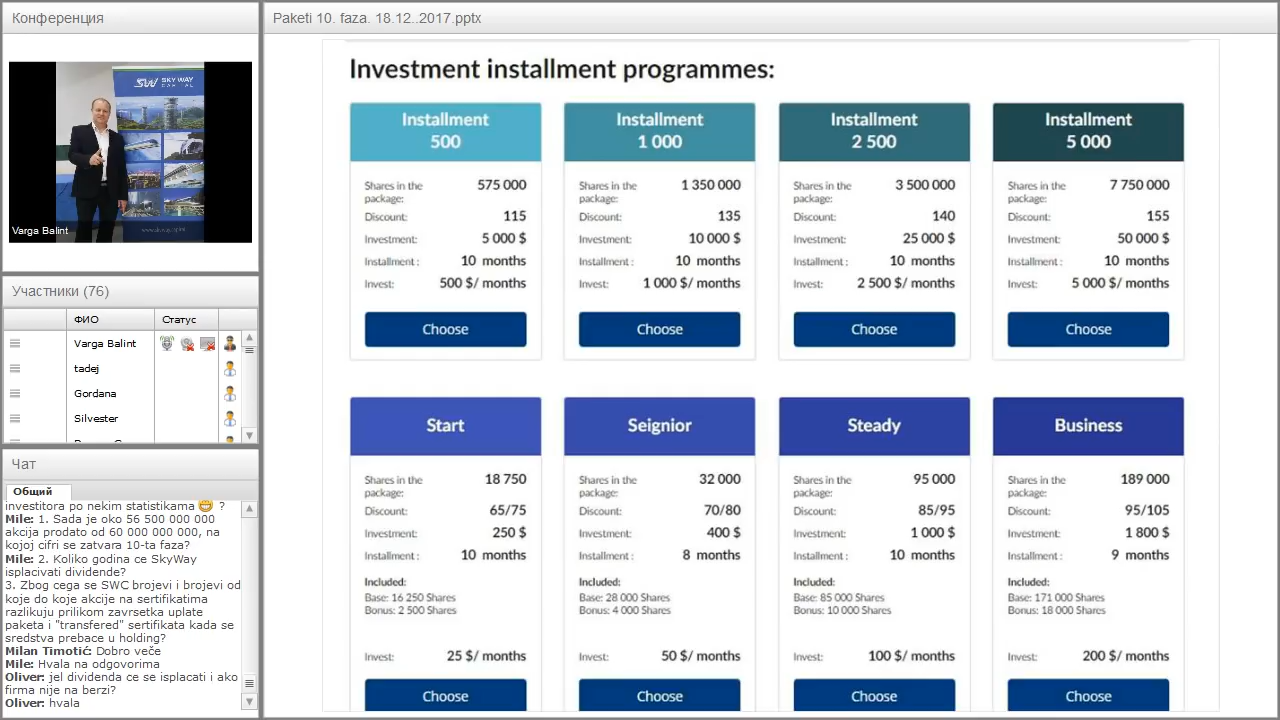 Конференция
SKY WAY
CAPITAL
Varga Balint
Участники (76)
ФИО
Статус
Varga Balint
tadej
Gordana
Silvester
Чат
Общий
investitora po nekim statistikama 😁 ?
Mile: 1. Sada je oko 56 500 000 000
akcija prodato od 60 000 000 000, na
kojoj cifri se zatvara 10-ta faza?
Mile: 2. Koliko godina ce SkyWay
isplacivati dividende?
3. Zbog cega se SWC brojevi i brojevi od
koje do koje akcije na sertifikatima
razlikuju prilikom zavrsetka uplate
paketa i "transfered" sertifikata kada se
sredstva prebace u holding?
Milan Timotić: Dobro veče
Mile: Hvala na odgovorima
Oliver: jel dividenda ce se isplacati i ako
firma nije na berzi?
Oliver: hvala
Paketi 10. faza. 18.12..2017.pptx
Investment installment programmes:
Installment
500
Shares in the
package: 575 000
Discount: 115
Investment: 5 000 $
Installment : 10 months
Invest: 500 $/ months
Choose
Installment
1 000
Shares in the
package: 1 350 000
Discount: 135
Investment: 10 000 $
Installment : 10 months
Invest: 1 000 $/ months
Choose
Installment
2 500
Shares in the
package: 3 500 000
Discount: 140
Investment: 25 000 $
Installment : 10 months
Invest: 2 500 $/ months
Choose
Installment
5 000
Shares in the
package: 7 750 000
Discount: 155
Investment: 50 000 $
Installment : 10 months
Invest: 5 000 $/ months
Choose
Start
Shares in the
package: 18 750
Discount: 65/75
Investment: 250 $
Installment : 10 months
Included:
Base: 16 250 Shares
Bonus: 2 500 Shares
Invest: 25 $/ months
Choose
Seignior
Shares in the
package: 32 000
Discount: 70/80
Investment: 400 $
Installment : 8 months
Included:
Base: 28 000 Shares
Bonus: 4 000 Shares
Invest: 50 $/ months
Choose
Steady
Shares in the
package: 95 000
Discount: 85/95
Investment: 1 000 $
Installment : 10 months
Included:
Base: 85 000 Shares
Bonus: 10 000 Shares
Invest: 100 $/ months
Choose
Business
Shares in the
package: 189 000
Discount: 95/105
Investment: 1 800 $
Installment : 9 months
Included:
Base: 171 000 Shares
Bonus: 18 000 Shares
Invest: 200 $/ months
Choose